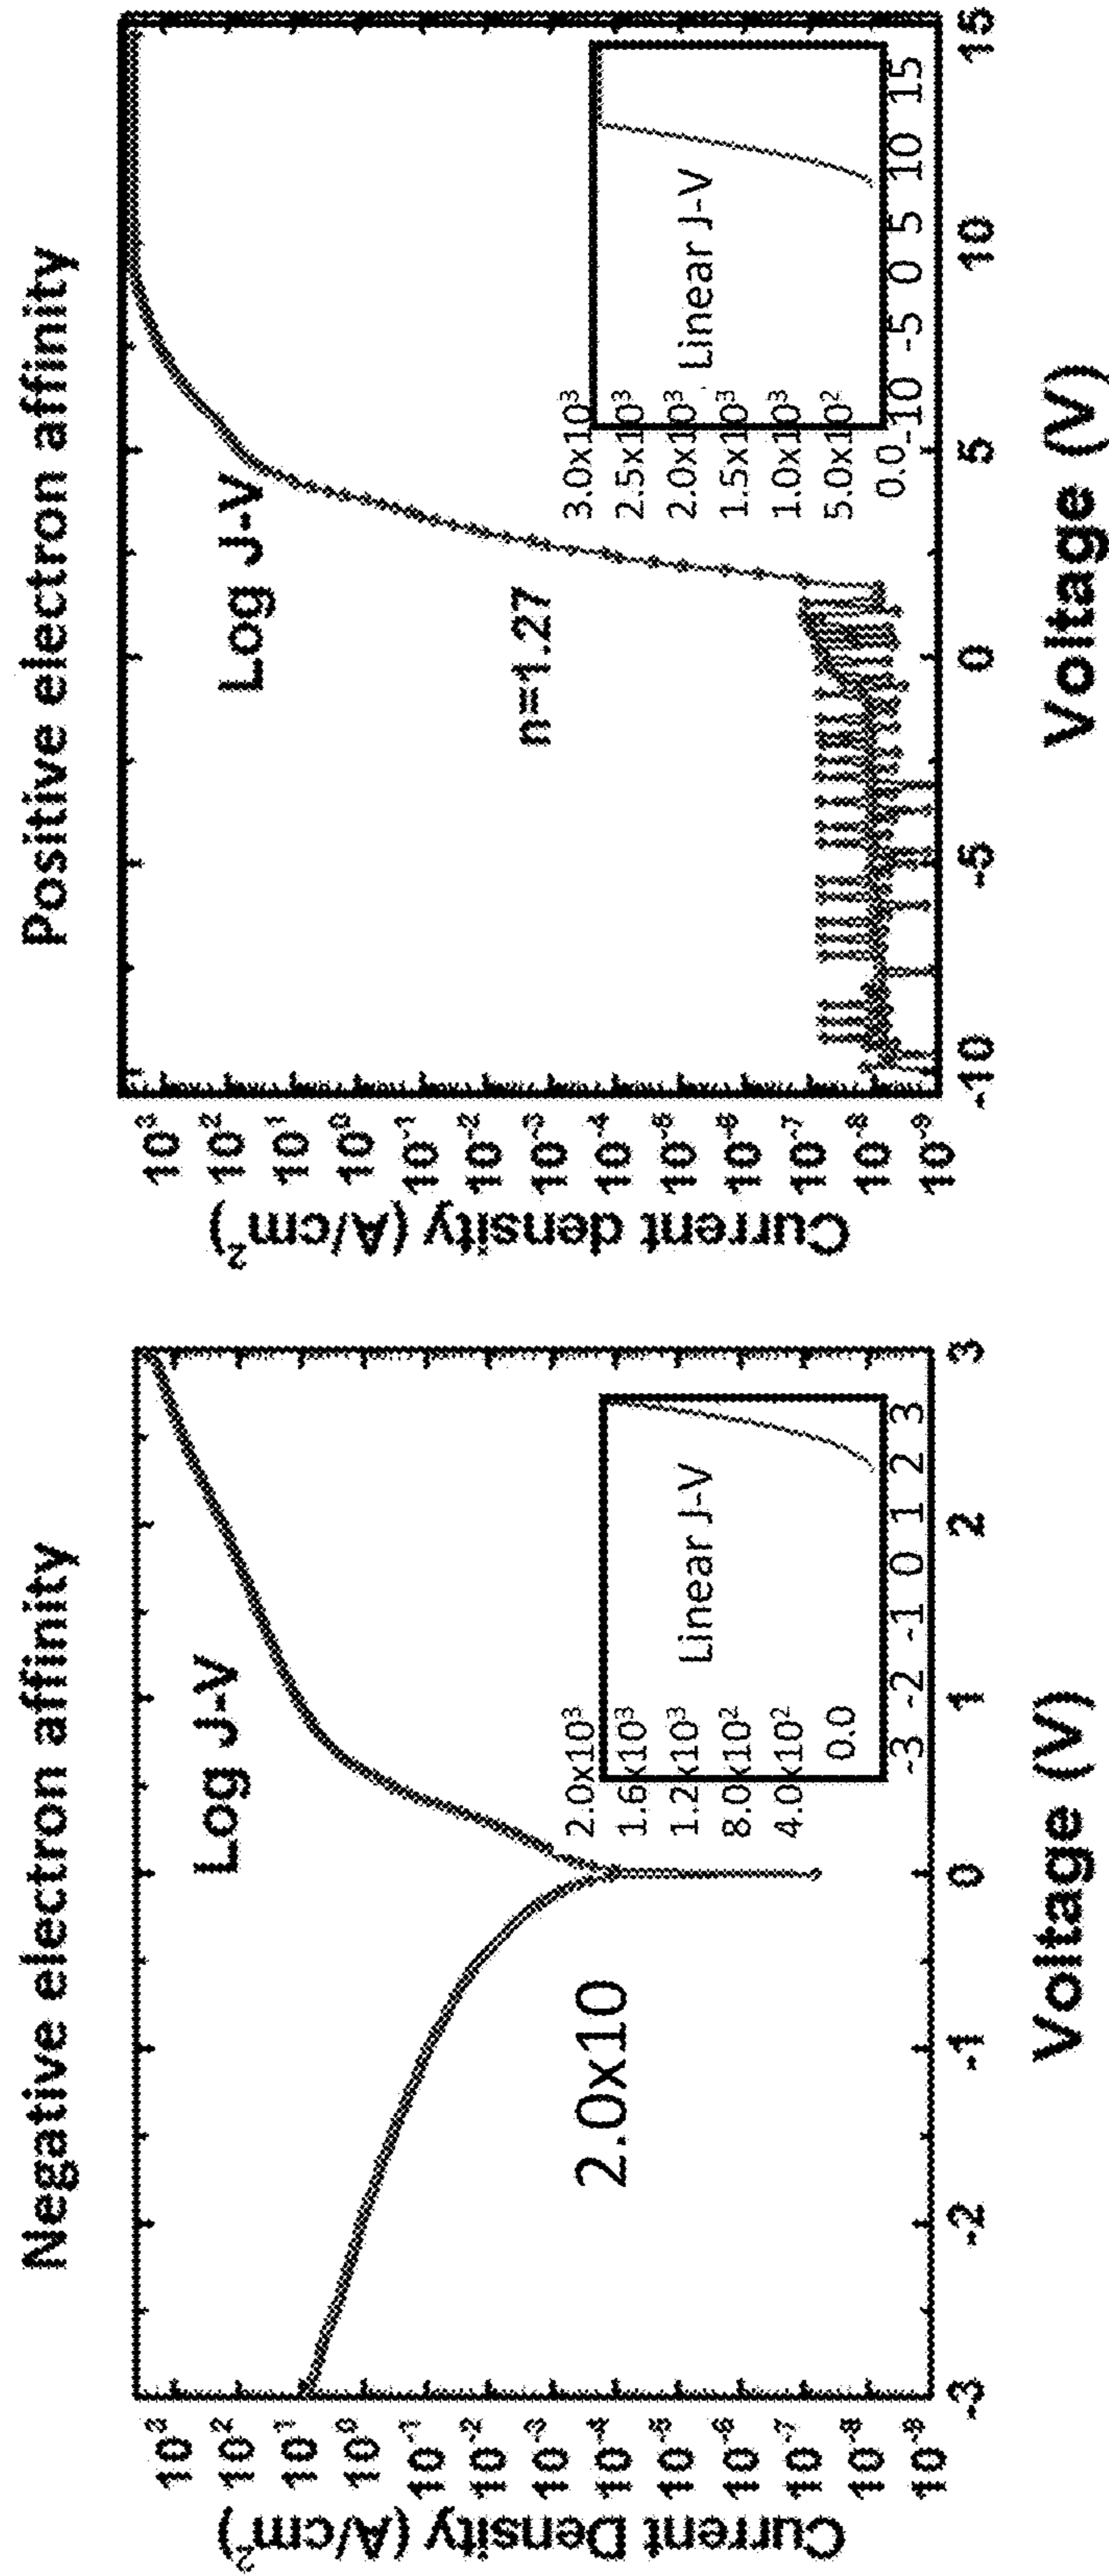 Negative electron affinity
Current Density (A/cm²)
10³
10²
10¹
10⁰
10⁻¹
10⁻²
10⁻³
10⁻⁴
10⁻⁵
10⁻⁶
10⁻⁷
10⁻⁸
10⁻⁹
Log J-V
2.0x10
2.0x10³
1.6x10³
1.2x10³
8.0x10²
4.0x10²
0.0
Linear J-V
-3 -2 -1 0 1 2 3
-3 -2 -1 0 1 2 3
Voltage (V)
Positive electron affinity
Current density (A/cm²)
10³
10²
10¹
10⁰
10⁻¹
10⁻²
10⁻³
10⁻⁴
10⁻⁵
10⁻⁶
10⁻⁷
10⁻⁸
10⁻⁹
Log J-V
n=1.27
3.0x10³
2.5x10³
2.0x10³
1.5x10³
1.0x10³
5.0x10²
0.0
Linear J-V
-10 -5 0 5 10 15
-10 -5 0 5 10 15
Voltage (V)